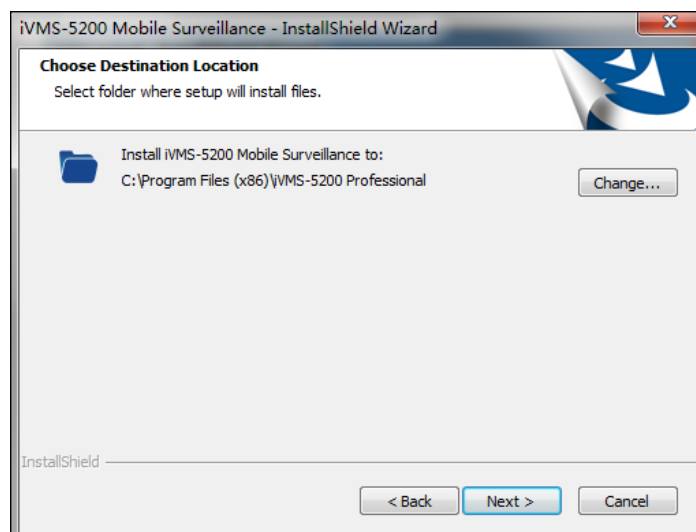 iVMS-5200 Mobile Surveillance - InstallShield Wizard
Choose Destination Location
Select folder where setup will install files.
Install iVMS-5200 Mobile Surveillance to:
C:\Program Files (x86)\iVMS-5200 Professional
Change...
InstallShield
< Back
Next >
Cancel